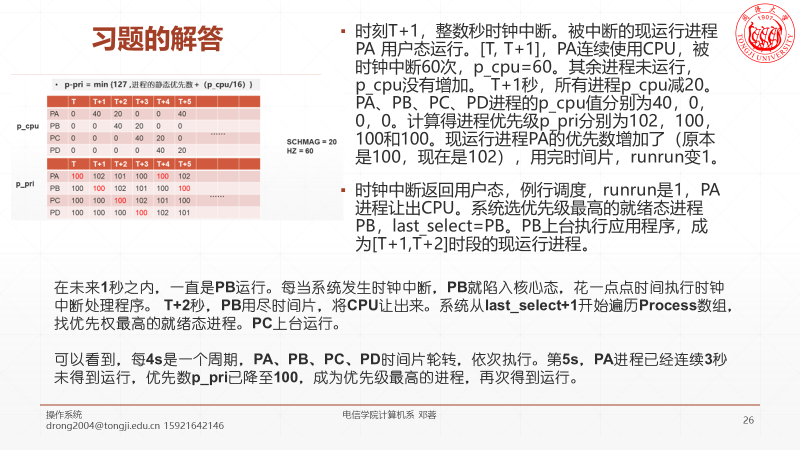 习题的解答
• p-pri = min (127 ,进程的静态优先数 + (p_cpu/16) )
T T+1 T+2 T+3 T+4 T+5
PA 0 40 20 0 0 40
PB 0 0 40 20 0 0
PC 0 0 0 40 20 0
PD 0 0 0 0 40 20
p_cpu
……
T T+1 T+2 T+3 T+4 T+5
PA 100 102 101 100 100 102
PB 100 100 102 101 100 100
PC 100 100 100 102 101 100
PD 100 100 100 100 102 101
p_pri
……
SCHMAG = 20
HZ = 60
▪ 时刻T+1，整数秒时钟中断。被中断的现运行进程
PA 用户态运行。[T, T+1]，PA连续使用CPU，被
时钟中断60次，p_cpu=60。其余进程未运行，
p_cpu没有增加。 T+1秒，所有进程p_cpu减20。
PA、PB、PC、PD进程的p_cpu值分别为40，0，
0，0。计算得进程优先级p_pri分别为102，100，
100和100。现运行进程PA的优先数增加了（原本
是100，现在是102），用完时间片，runrun变1。
▪ 时钟中断返回用户态，例行调度，runrun是1，PA
进程让出CPU。系统选优先级最高的就绪态进程
PB，last_select=PB。PB上台执行应用程序，成
为[T+1,T+2]时段的现运行进程。
在未来1秒之内，一直是PB运行。每当系统发生时钟中断，PB就陷入核心态，花一点点时间执行时钟
中断处理程序。 T+2秒，PB用尽时间片，将CPU让出来。系统从last_select+1开始遍历Process数组，
找优先权最高的就绪态进程。PC上台运行。
可以看到，每4s是一个周期，PA、PB、PC、PD时间片轮转，依次执行。第5s，PA进程已经连续3秒
未得到运行，优先数p_pri已降至100，成为优先级最高的进程，再次得到运行。
操作系统
drong2004@tongji.edu.cn 15921642146
电信学院计算机系 邓蓉
26
同济大学
1907
TONGJI UNIVERSITY